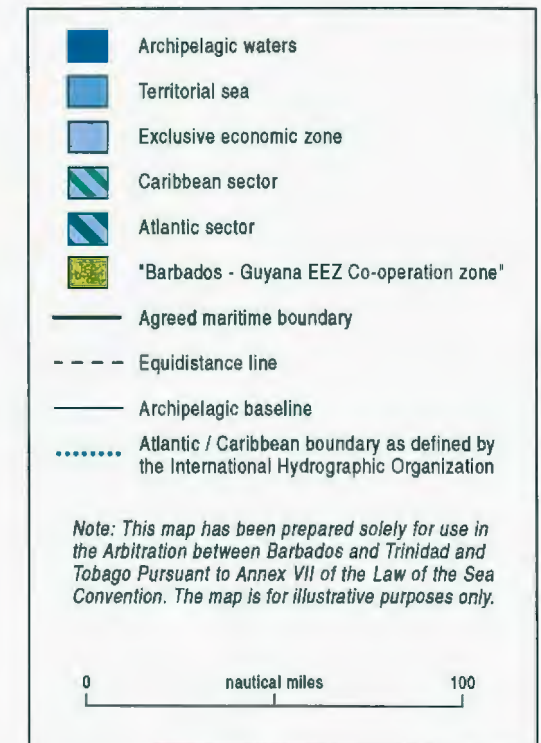 Archipelagic waters
Territorial sea
Exclusive economic zone
Caribbean sector
Atlantic sector
"Barbados - Guyana EEZ Co-operation zone"
Agreed maritime boundary
Equidistance line
Archipelagic baseline
Atlantic / Caribbean boundary as defined by
the International Hydrographic Organization
Note: This map has been prepared solely for use in
the Arbitration between Barbados and Trinidad and
Tobago Pursuant to Annex VII of the Law of the Sea
Convention. The map is for illustrative purposes only.
0 nautical miles 100